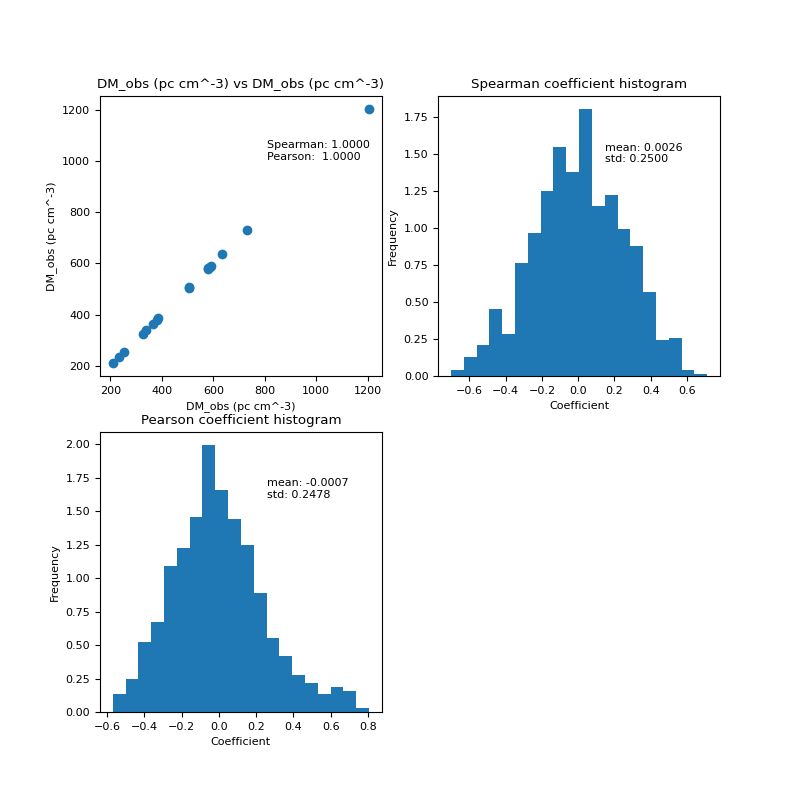 DM_obs (pc cm^-3) vs DM_obs (pc cm^-3)
1200
1000
800
600
400
200
DM_obs (pc cm^-3)
Spearman: 1.0000
Pearson: 1.0000
200 400 600 800 1000 1200
DM_obs (pc cm^-3)
Spearman coefficient histogram
1.75
1.50
1.25
1.00
0.75
0.50
0.25
0.00
Frequency
mean: 0.0026
std: 0.2500
−0.6 −0.4 −0.2 0.0 0.2 0.4 0.6
Coefficient
Pearson coefficient histogram
2.00
1.75
1.50
1.25
1.00
0.75
0.50
0.25
0.00
Frequency
mean: -0.0007
std: 0.2478
−0.6 −0.4 −0.2 0.0 0.2 0.4 0.6 0.8
Coefficient